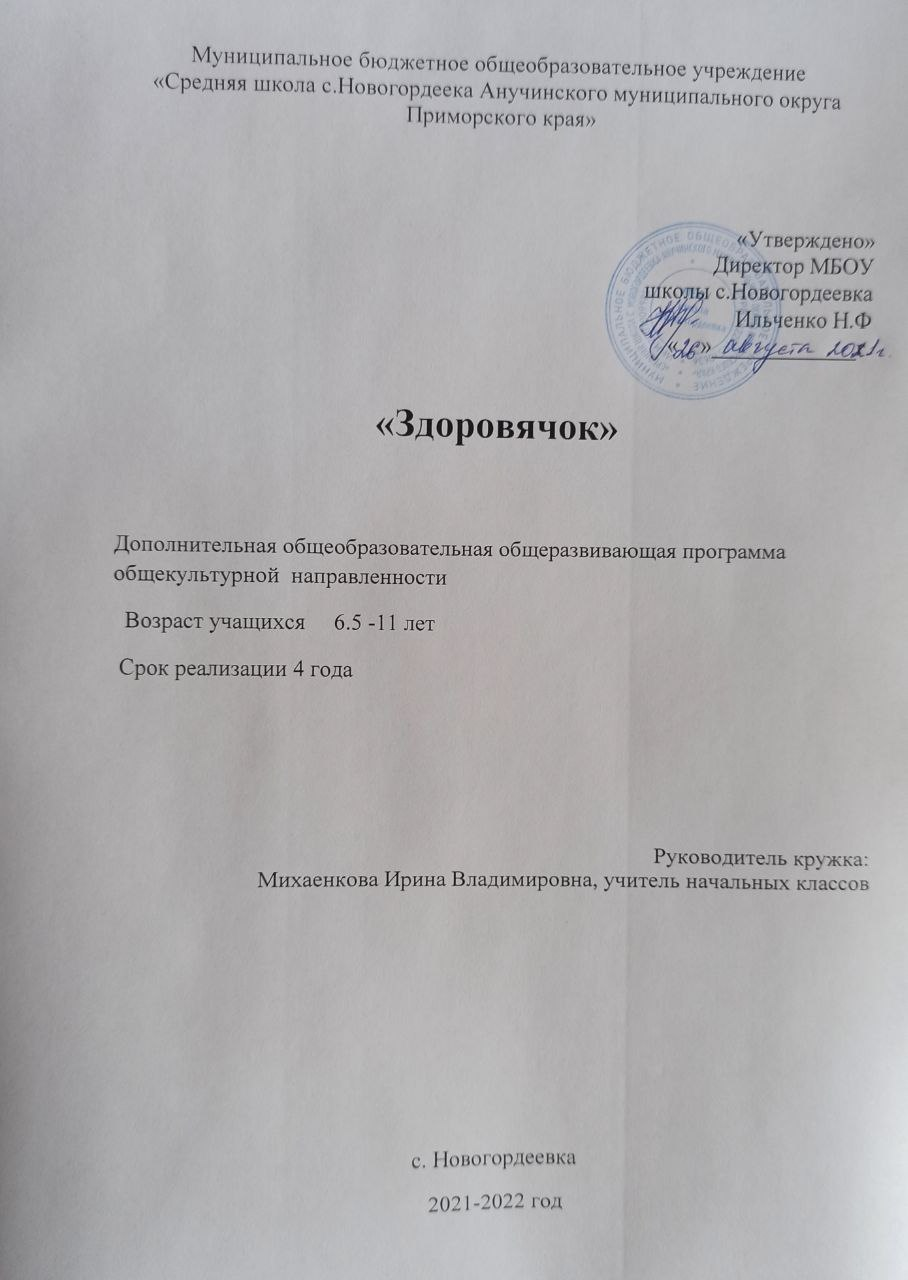 Муниципальное бюджетное общеобразовательное учреждение
«Средняя школа с.Новогордеека Анучинского муниципального округа
Приморского края»
«Утверждено»
Директор МБОУ
школы с.Новогордеевка
Ильченко Н.Ф
«26» августа 2021г.
«Здоровячок»
Дополнительная общеобразовательная общеразвивающая программа
общекультурной направленности
Возраст учащихся 6.5 -11 лет
Срок реализации 4 года
Руководитель кружка:
Михаенкова Ирина Владимировна, учитель начальных классов
с. Новогордеевка
2021-2022 год